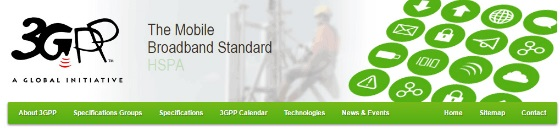 3GPP™
A GLOBAL INITIATIVE
The Mobile
Broadband Standard
HSPA
About 3GPP Specifications Groups Specifications 3GPP Calendar Technologies News & Events Home Sitemap Contact